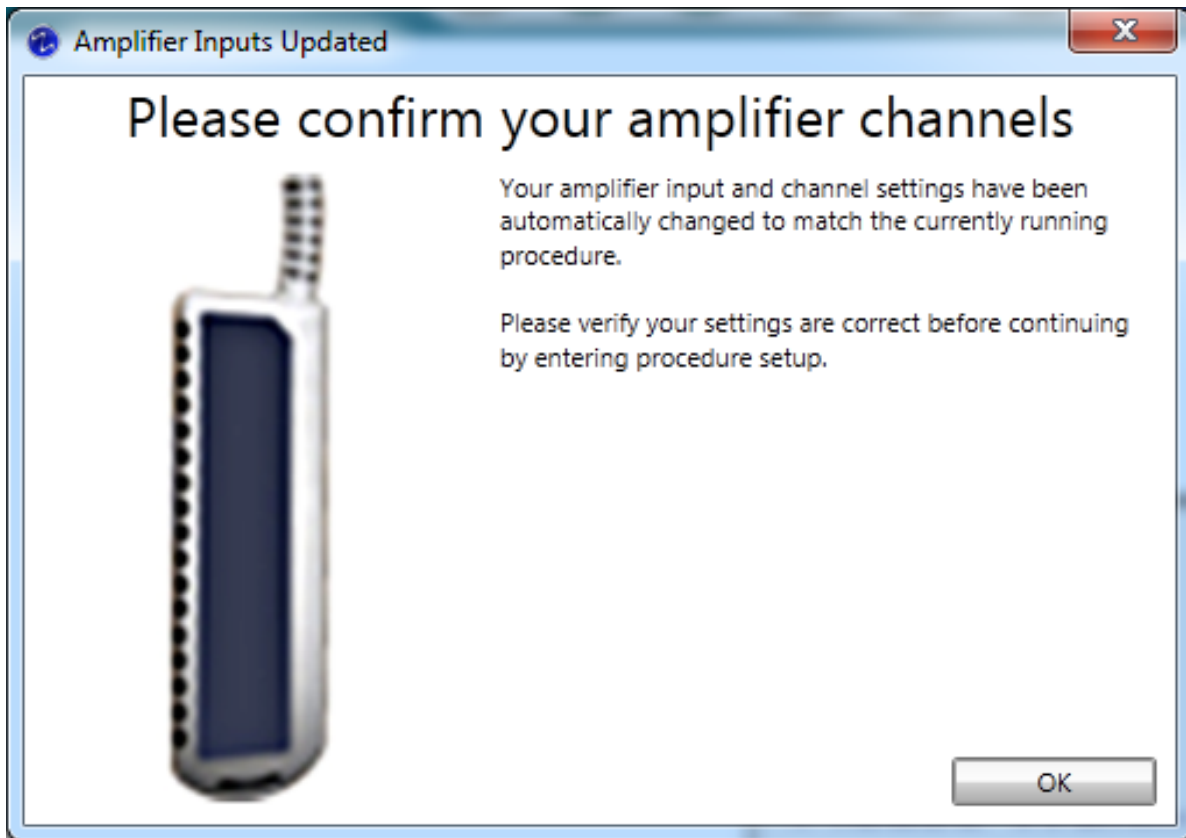 Amplifier Inputs Updated
Please confirm your amplifier channels
Your amplifier input and channel settings have been
automatically changed to match the currently running
procedure.
Please verify your settings are correct before continuing
by entering procedure setup.
OK